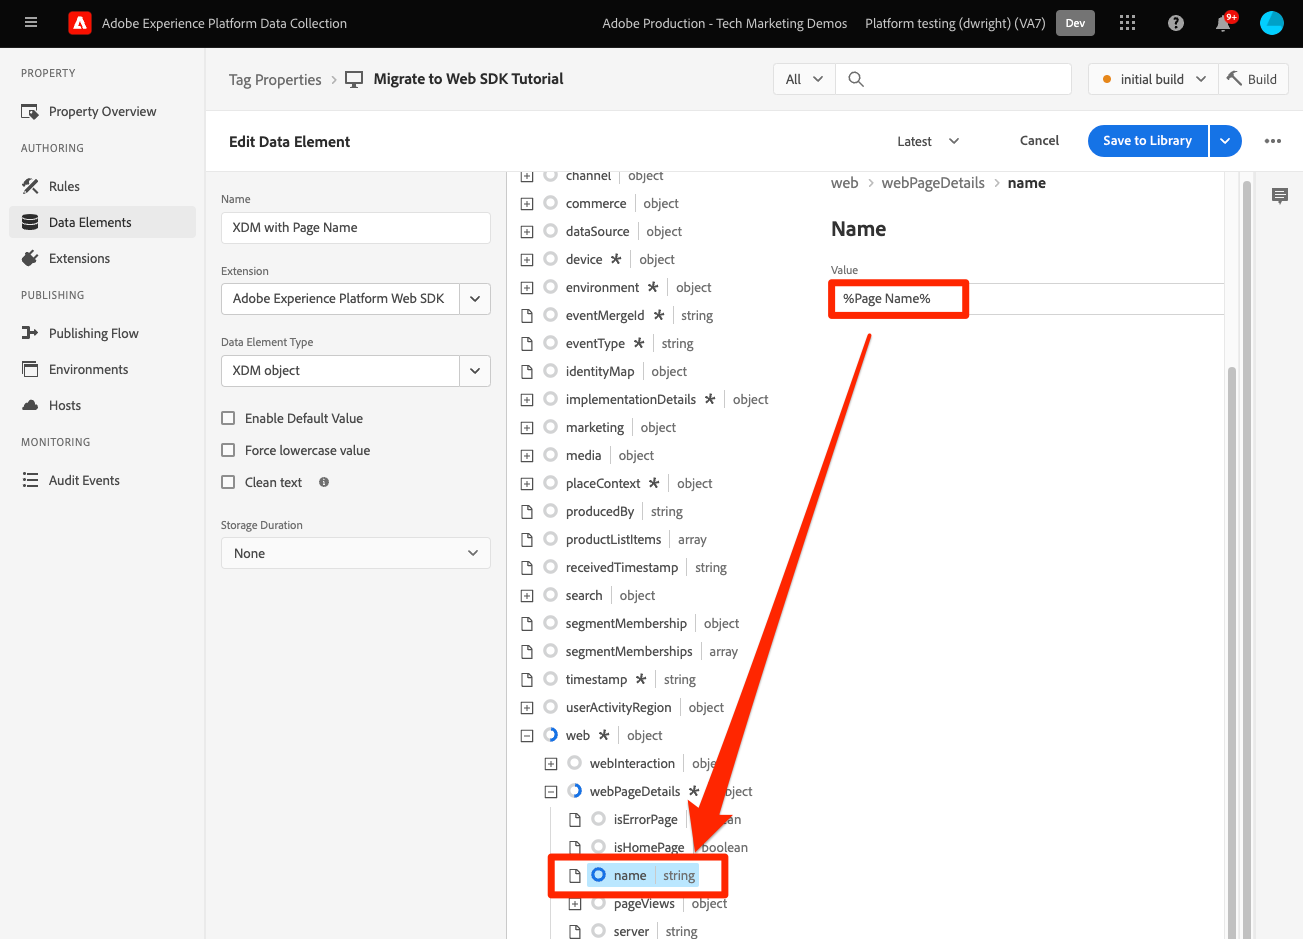 Adobe Experience Platform Data Collection
Adobe Production - Tech Marketing Demos
Platform testing (dwright) (VA7)
Dev
9+
PROPERTY
Property Overview
AUTHORING
Rules
Data Elements
Extensions
PUBLISHING
Publishing Flow
Environments
Hosts
MONITORING
Audit Events
Tag Properties
Migrate to Web SDK Tutorial
All
initial build
Build
Edit Data Element
Latest
Cancel
Save to Library
Name
XDM with Page Name
Extension
Adobe Experience Platform Web SDK
Data Element Type
XDM object
Enable Default Value
Force lowercase value
Clean text
Storage Duration
None
channel object
commerce object
dataSource object
device * object
environment * object
eventMergeId * string
eventType * string
identityMap object
implementationDetails * object
marketing object
media object
placeContext * object
producedBy string
productListItems array
receivedTimestamp string
search object
segmentMembership object
segmentMemberships array
timestamp * string
userActivityRegion object
web * object
webInteraction
webPageDetails * object
isErrorPage
isHomePage boolean
name string
pageViews object
server string
web > webPageDetails > name
Name
Value
%Page Name%